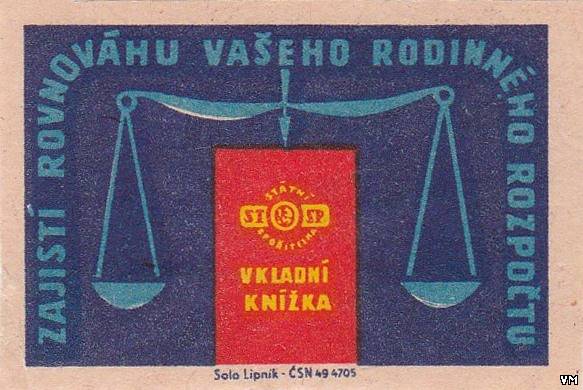 ZAJISTÍ ROVNOVÁHU VAŠEHO RODINNÉHO ROZPOČTU
STÁTNÍ
ST SP
SPOŘITELNA
VKLADNÍ
KNÍŽKA
Solo Lipník - ČSN 49 4705
VM